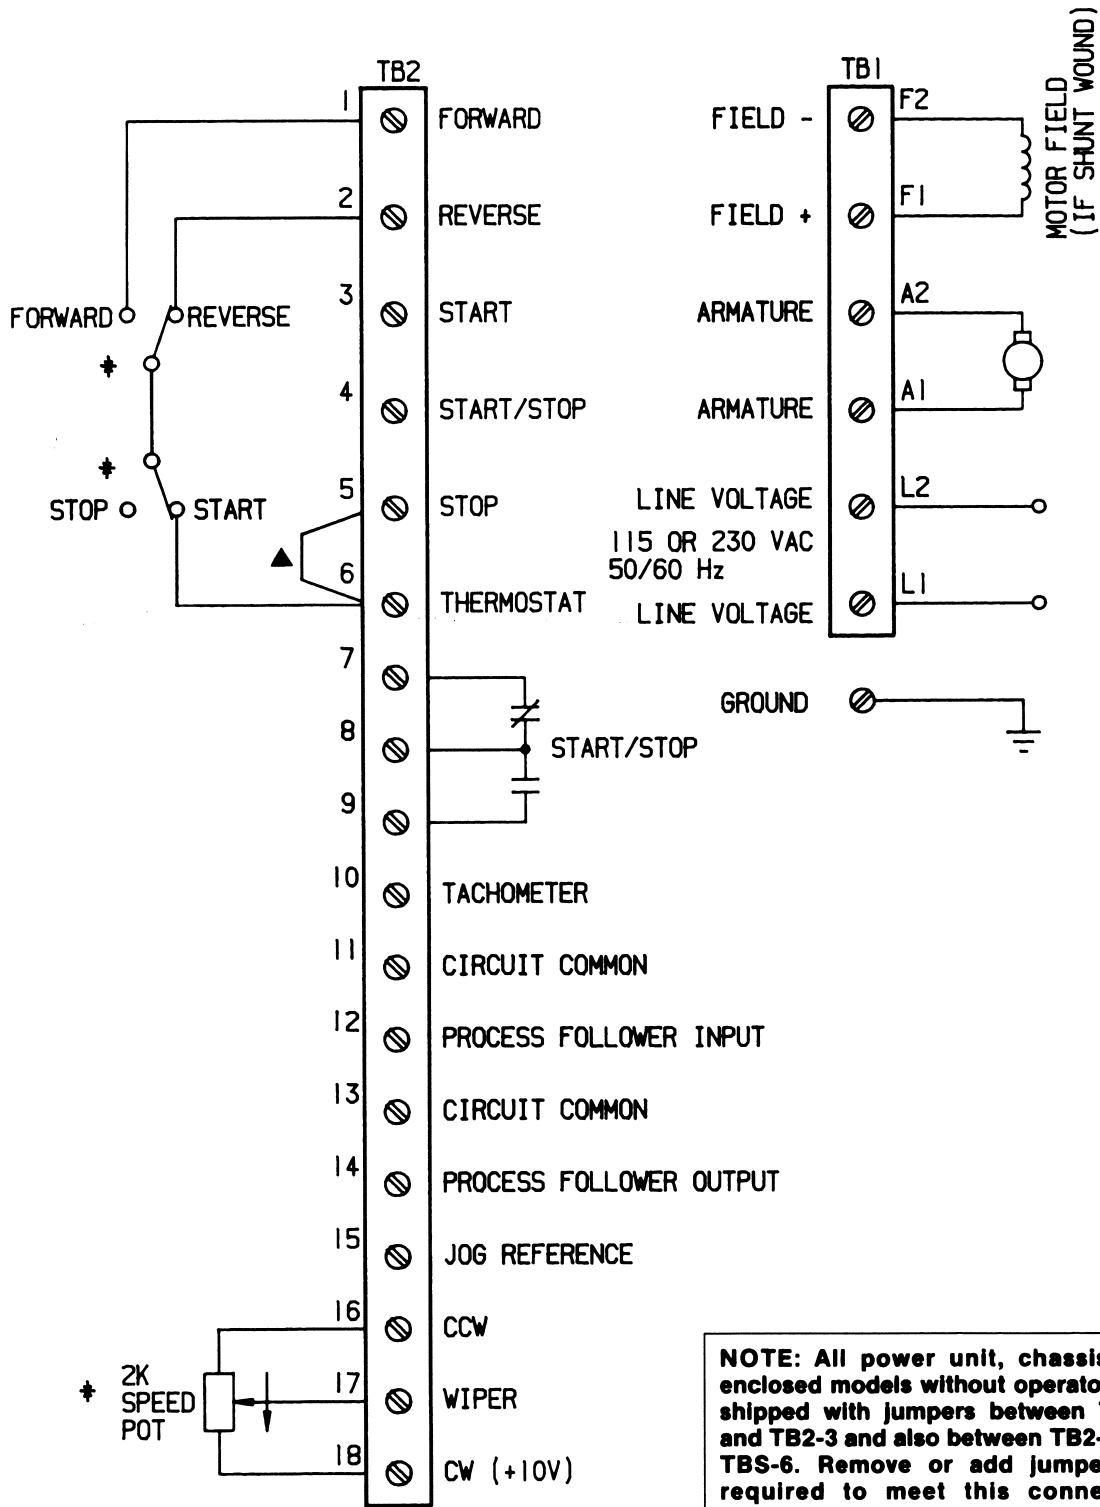 TB2
1
FORWARD
2
REVERSE
3
START
FORWARD
REVERSE
*
4
START/STOP
*
5
STOP
STOP
START
6
THERMOSTAT
7
8
START/STOP
9
10
TACHOMETER
11
CIRCUIT COMMON
12
PROCESS FOLLOWER INPUT
13
CIRCUIT COMMON
14
PROCESS FOLLOWER OUTPUT
15
JOG REFERENCE
16
CCW
* 2K
SPEED
POT
17
WIPER
18
CW (+10V)
TB1
FIELD -
F2
FIELD +
F1
MOTOR FIELD
(IF SHUNT WOUND)
ARMATURE
A2
ARMATURE
A1
LINE VOLTAGE
L2
115 OR 230 VAC
50/60 Hz
LINE VOLTAGE
L1
GROUND
NOTE: All power unit,
enclosed models without
shipped with jumpers between
and TB2-3 and also between
TBS-6. Remove or add
required to meet this